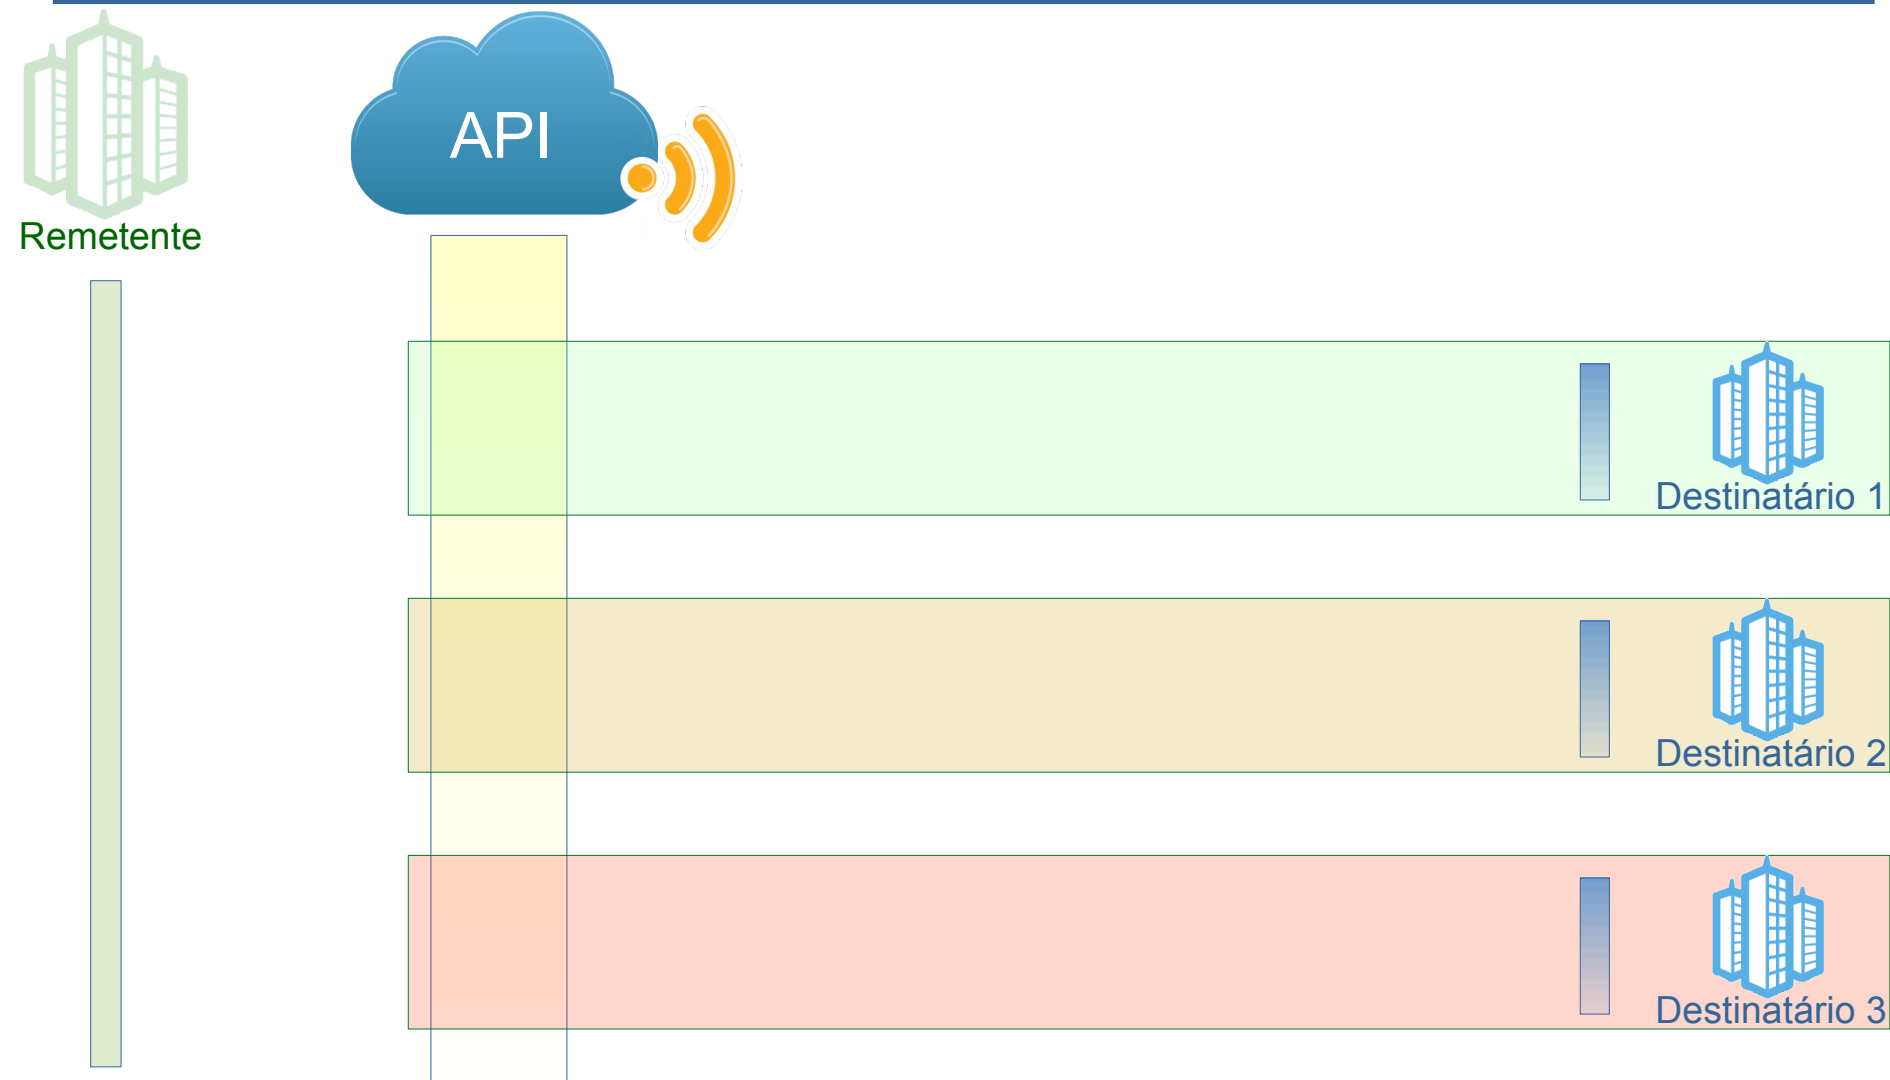 API
Remetente
Destinatário 1
Destinatário 2
Destinatário 3